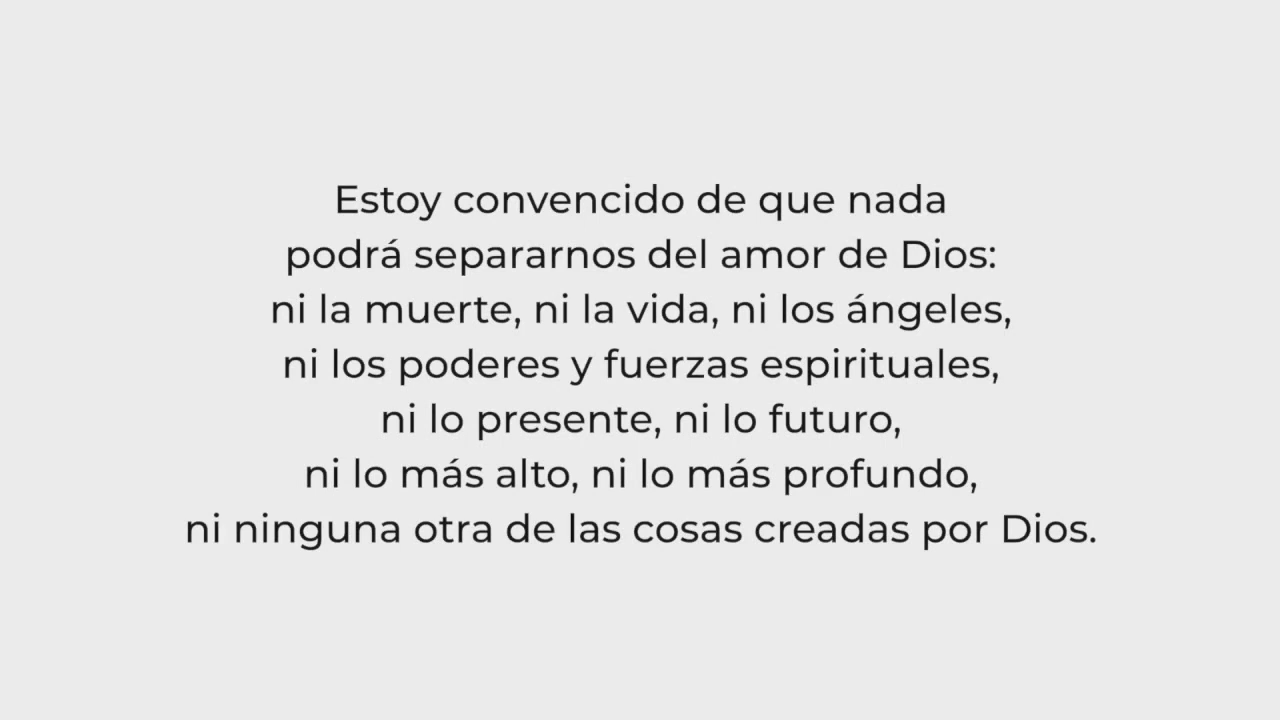 Estoy convencido de que nada
podrá separarnos del amor de Dios:
ni la muerte, ni la vida, ni los ángeles,
ni los poderes y fuerzas espirituales,
ni lo presente, ni lo futuro,
ni lo más alto, ni lo más profundo,
ni ninguna otra de las cosas creadas por Dios.